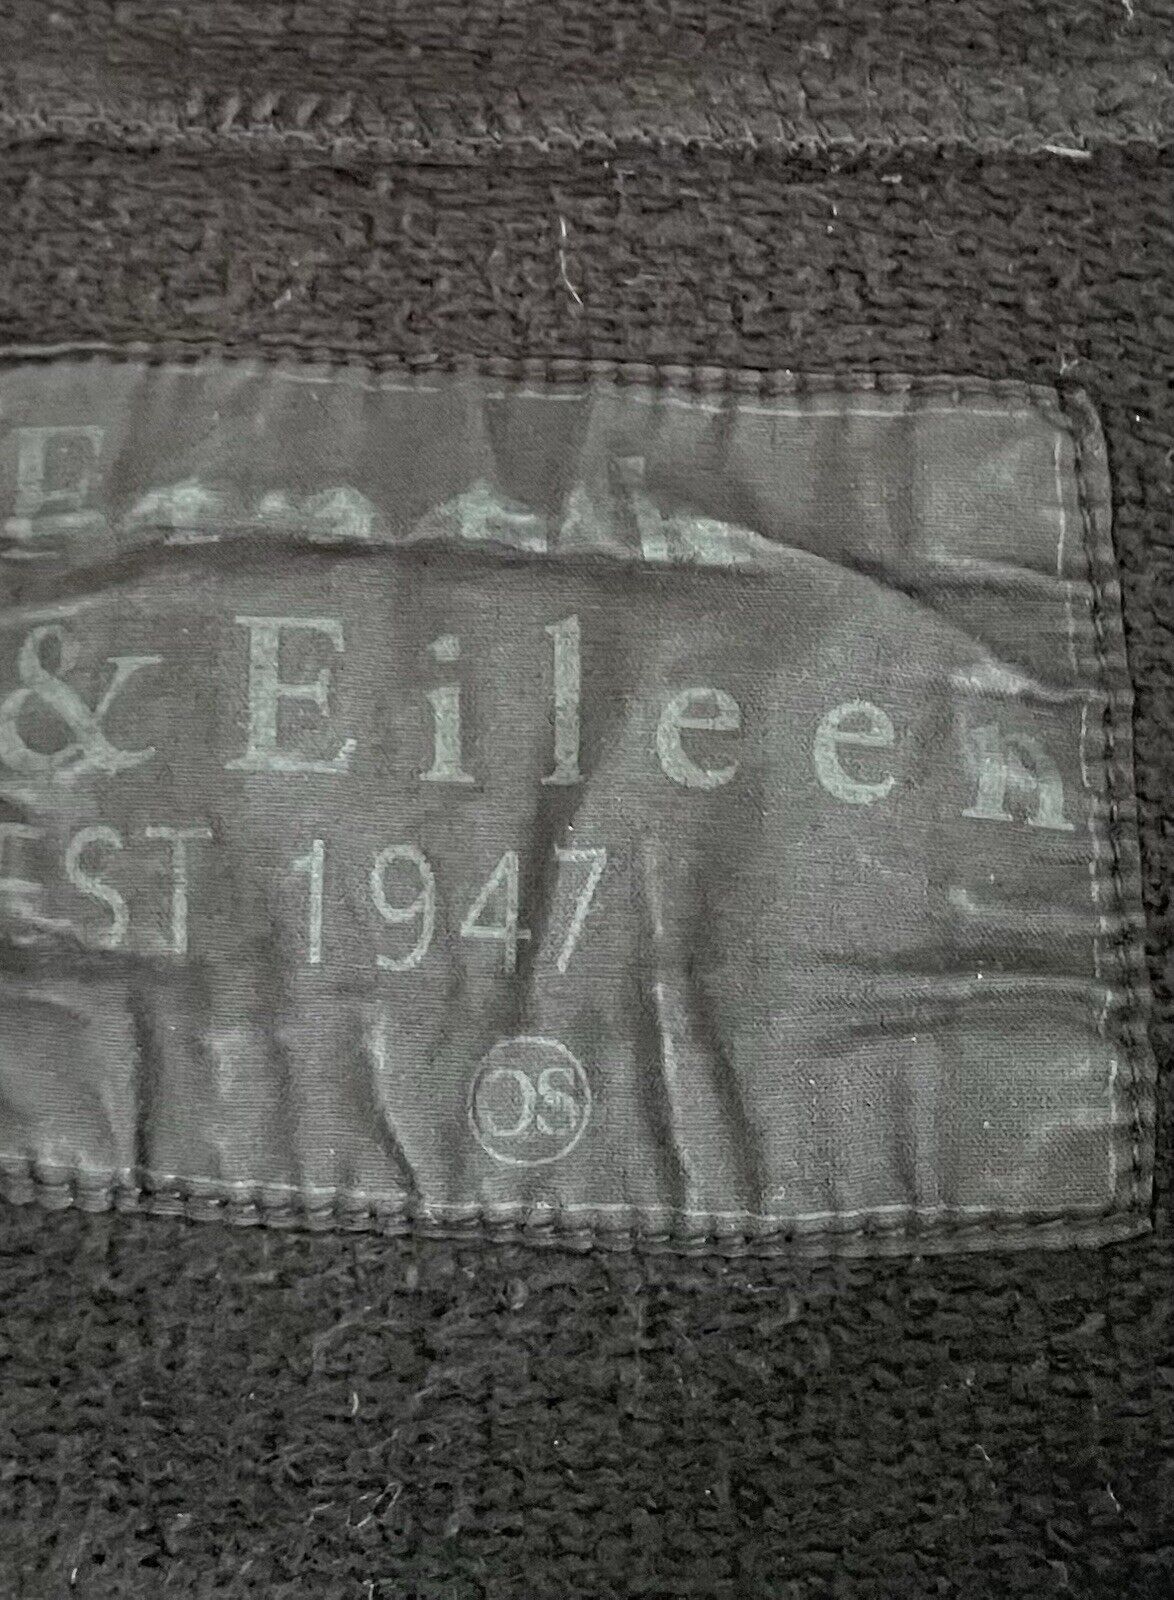 & Eileen
EST 1947
OS